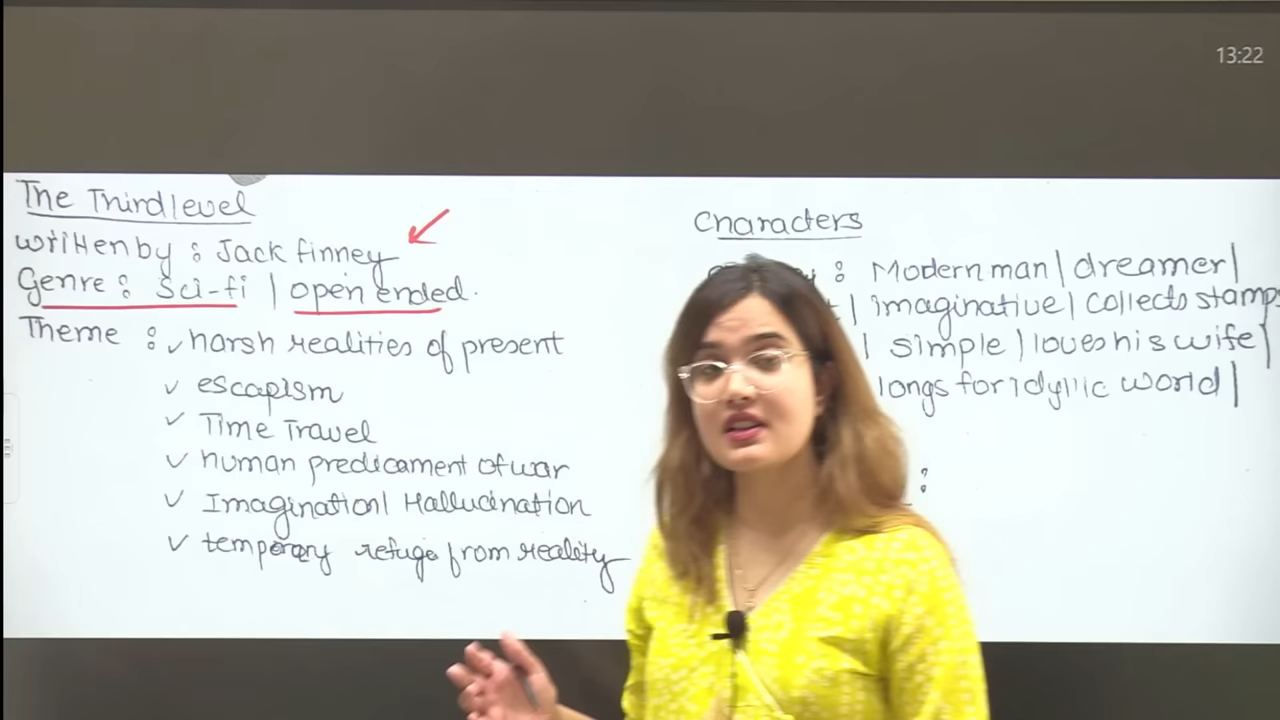 13:22
The Third level
written by : Jack finney
Genre : Sci-fi | open ended.
Theme : ✓ harsh realities of present
✓ escapism
✓ Time Travel
✓ human predicament of war
✓ Imagination| Hallucination
✓ temporary refuge from reality
Characters
: Modern man | dreamer |
| imaginative | collects stamps
| simple | loves his wife |
longs for idyllic world |
: